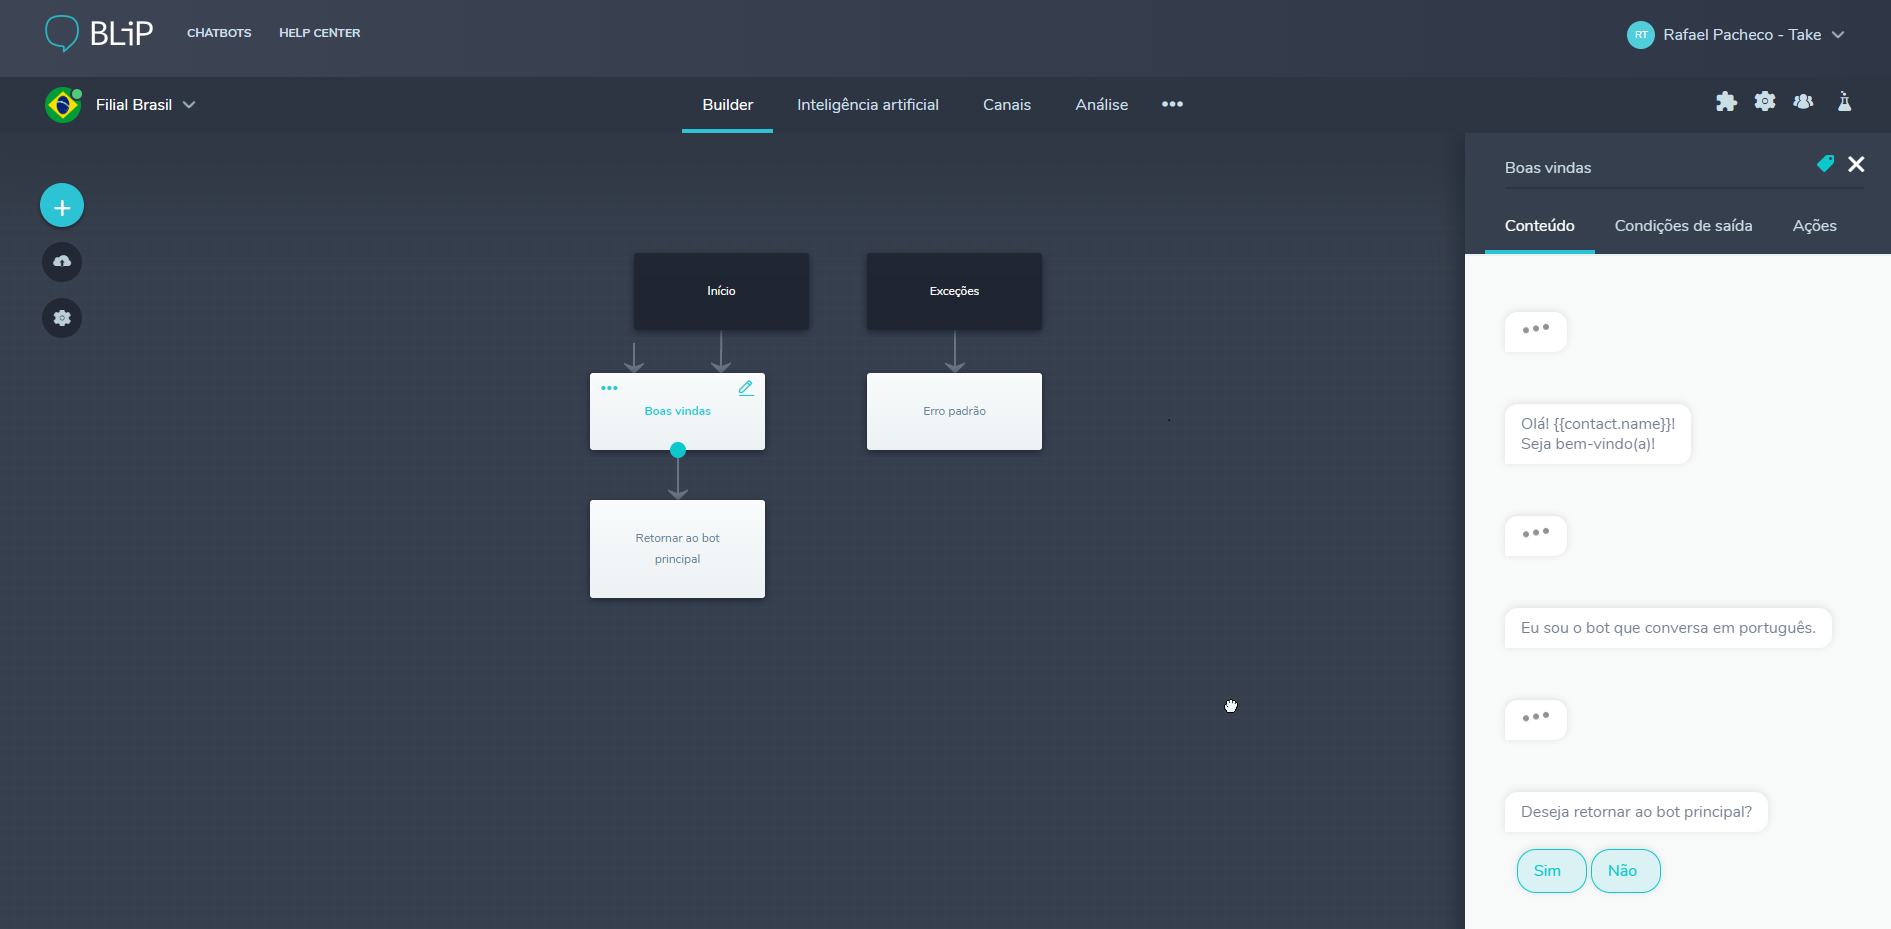 BLiP
CHATBOTS
HELP CENTER
RT
Rafael Pacheco - Take
Filial Brasil
Builder
Inteligência artificial
Canais
Análise
Boas vindas
Conteúdo
Condições de saída
Ações
Início
Exceções
Boas vindas
Erro padrão
Retornar ao bot
principal
Olá! {{contact.name}}!
Seja bem-vindo(a)!
Eu sou o bot que conversa em português.
Deseja retornar ao bot principal?
Sim
Não